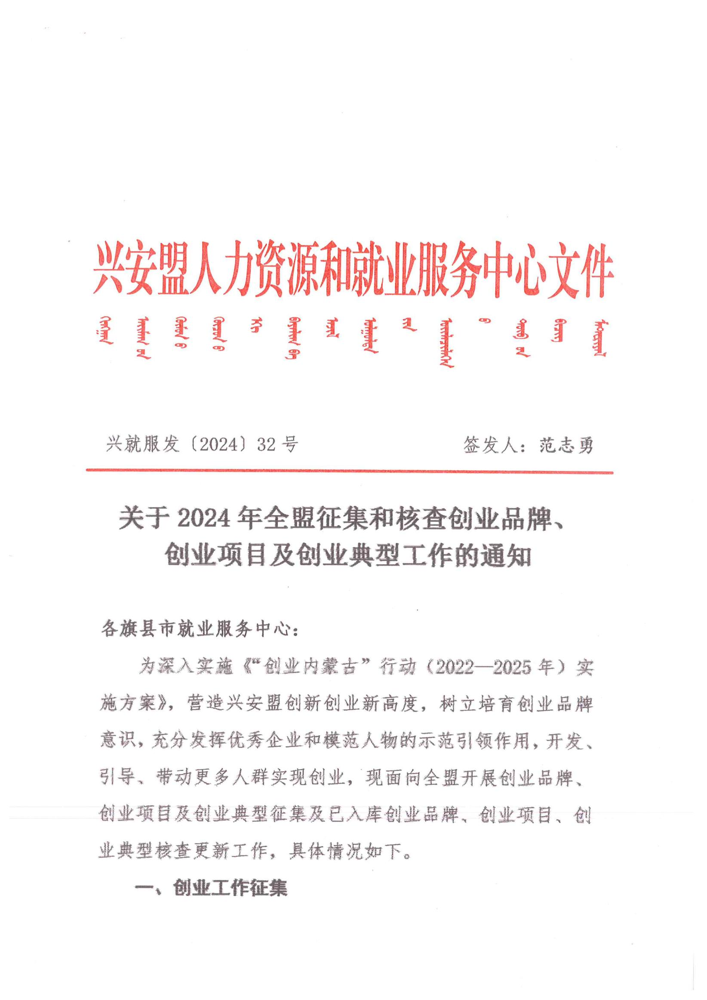 兴安盟人力资源和就业服务中心文件
兴就服发〔2024〕32 号 签发人：范志勇
关于 2024 年全盟征集和核查创业品牌、
创业项目及创业典型工作的通知
各旗县市就业服务中心：
为深入实施《“创业内蒙古”行动（2022—2025 年）实
施方案》，营造兴安盟创新创业新高度，树立培育创业品牌
意识，充分发挥优秀企业和模范人物的示范引领作用，开发、
引导、带动更多人群实现创业，现面向全盟开展创业品牌、
创业项目及创业典型征集及已入库创业品牌、创业项目、创
业典型核查更新工作，具体情况如下。
一、创业工作征集